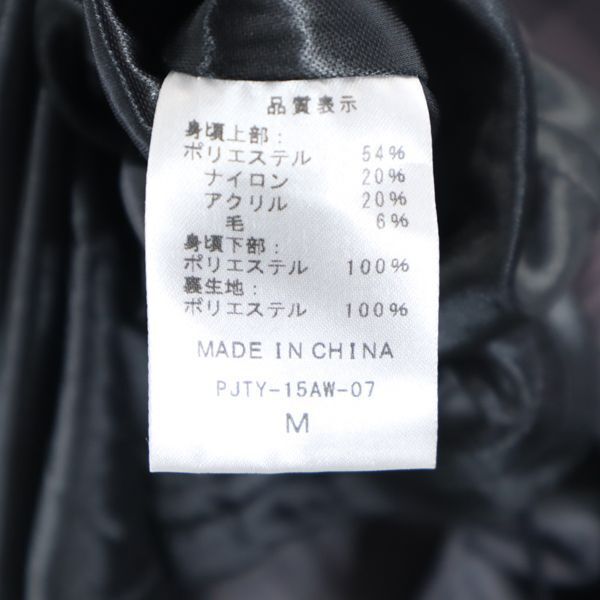 品質表示
身頃上部:
ポリエステル 54%
ナイロン 20%
アクリル 20%
毛 6%
身頃下部:
ポリエステル 100%
裏生地:
ポリエステル 100%
MADE IN CHINA
PJTY-15AW-07
M